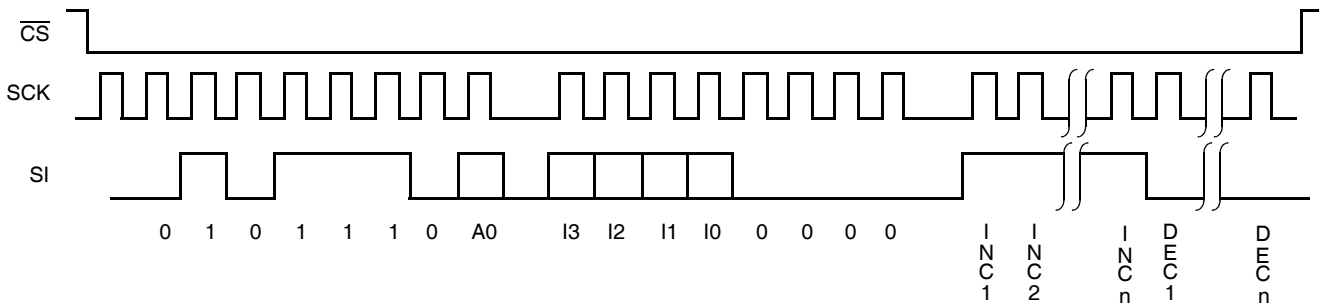 CS
SCK
SI
0 1 0 1 1 1 0 A0 I3 I2 I1 I0 0 0 0 0
INC1 INC2 INCn DEC1 DECn